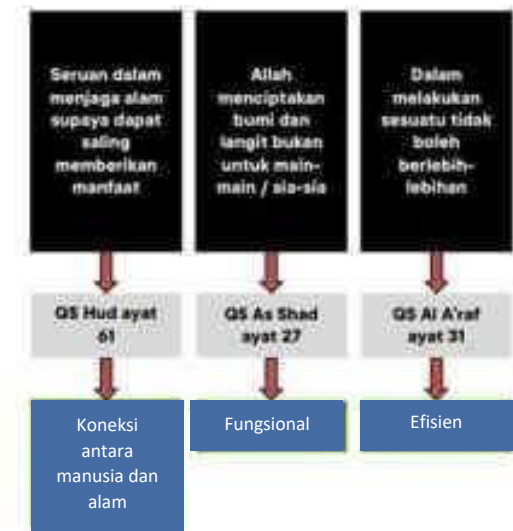 Seruan dalam
menjaga alam
supaya dapat
saling
memberikan
manfaat
Allah
menciptakan
bumi dan
langit bukan
untuk main-
main / sia-sia
Dalam
melakukan
sesuatu tidak
boleh
berlebih-
lebihan
QS Hud ayat
61
QS As Shad
ayat 27
QS Al A'raf
ayat 31
Koneksi
antara
manusia dan
alam
Fungsional
Efisien